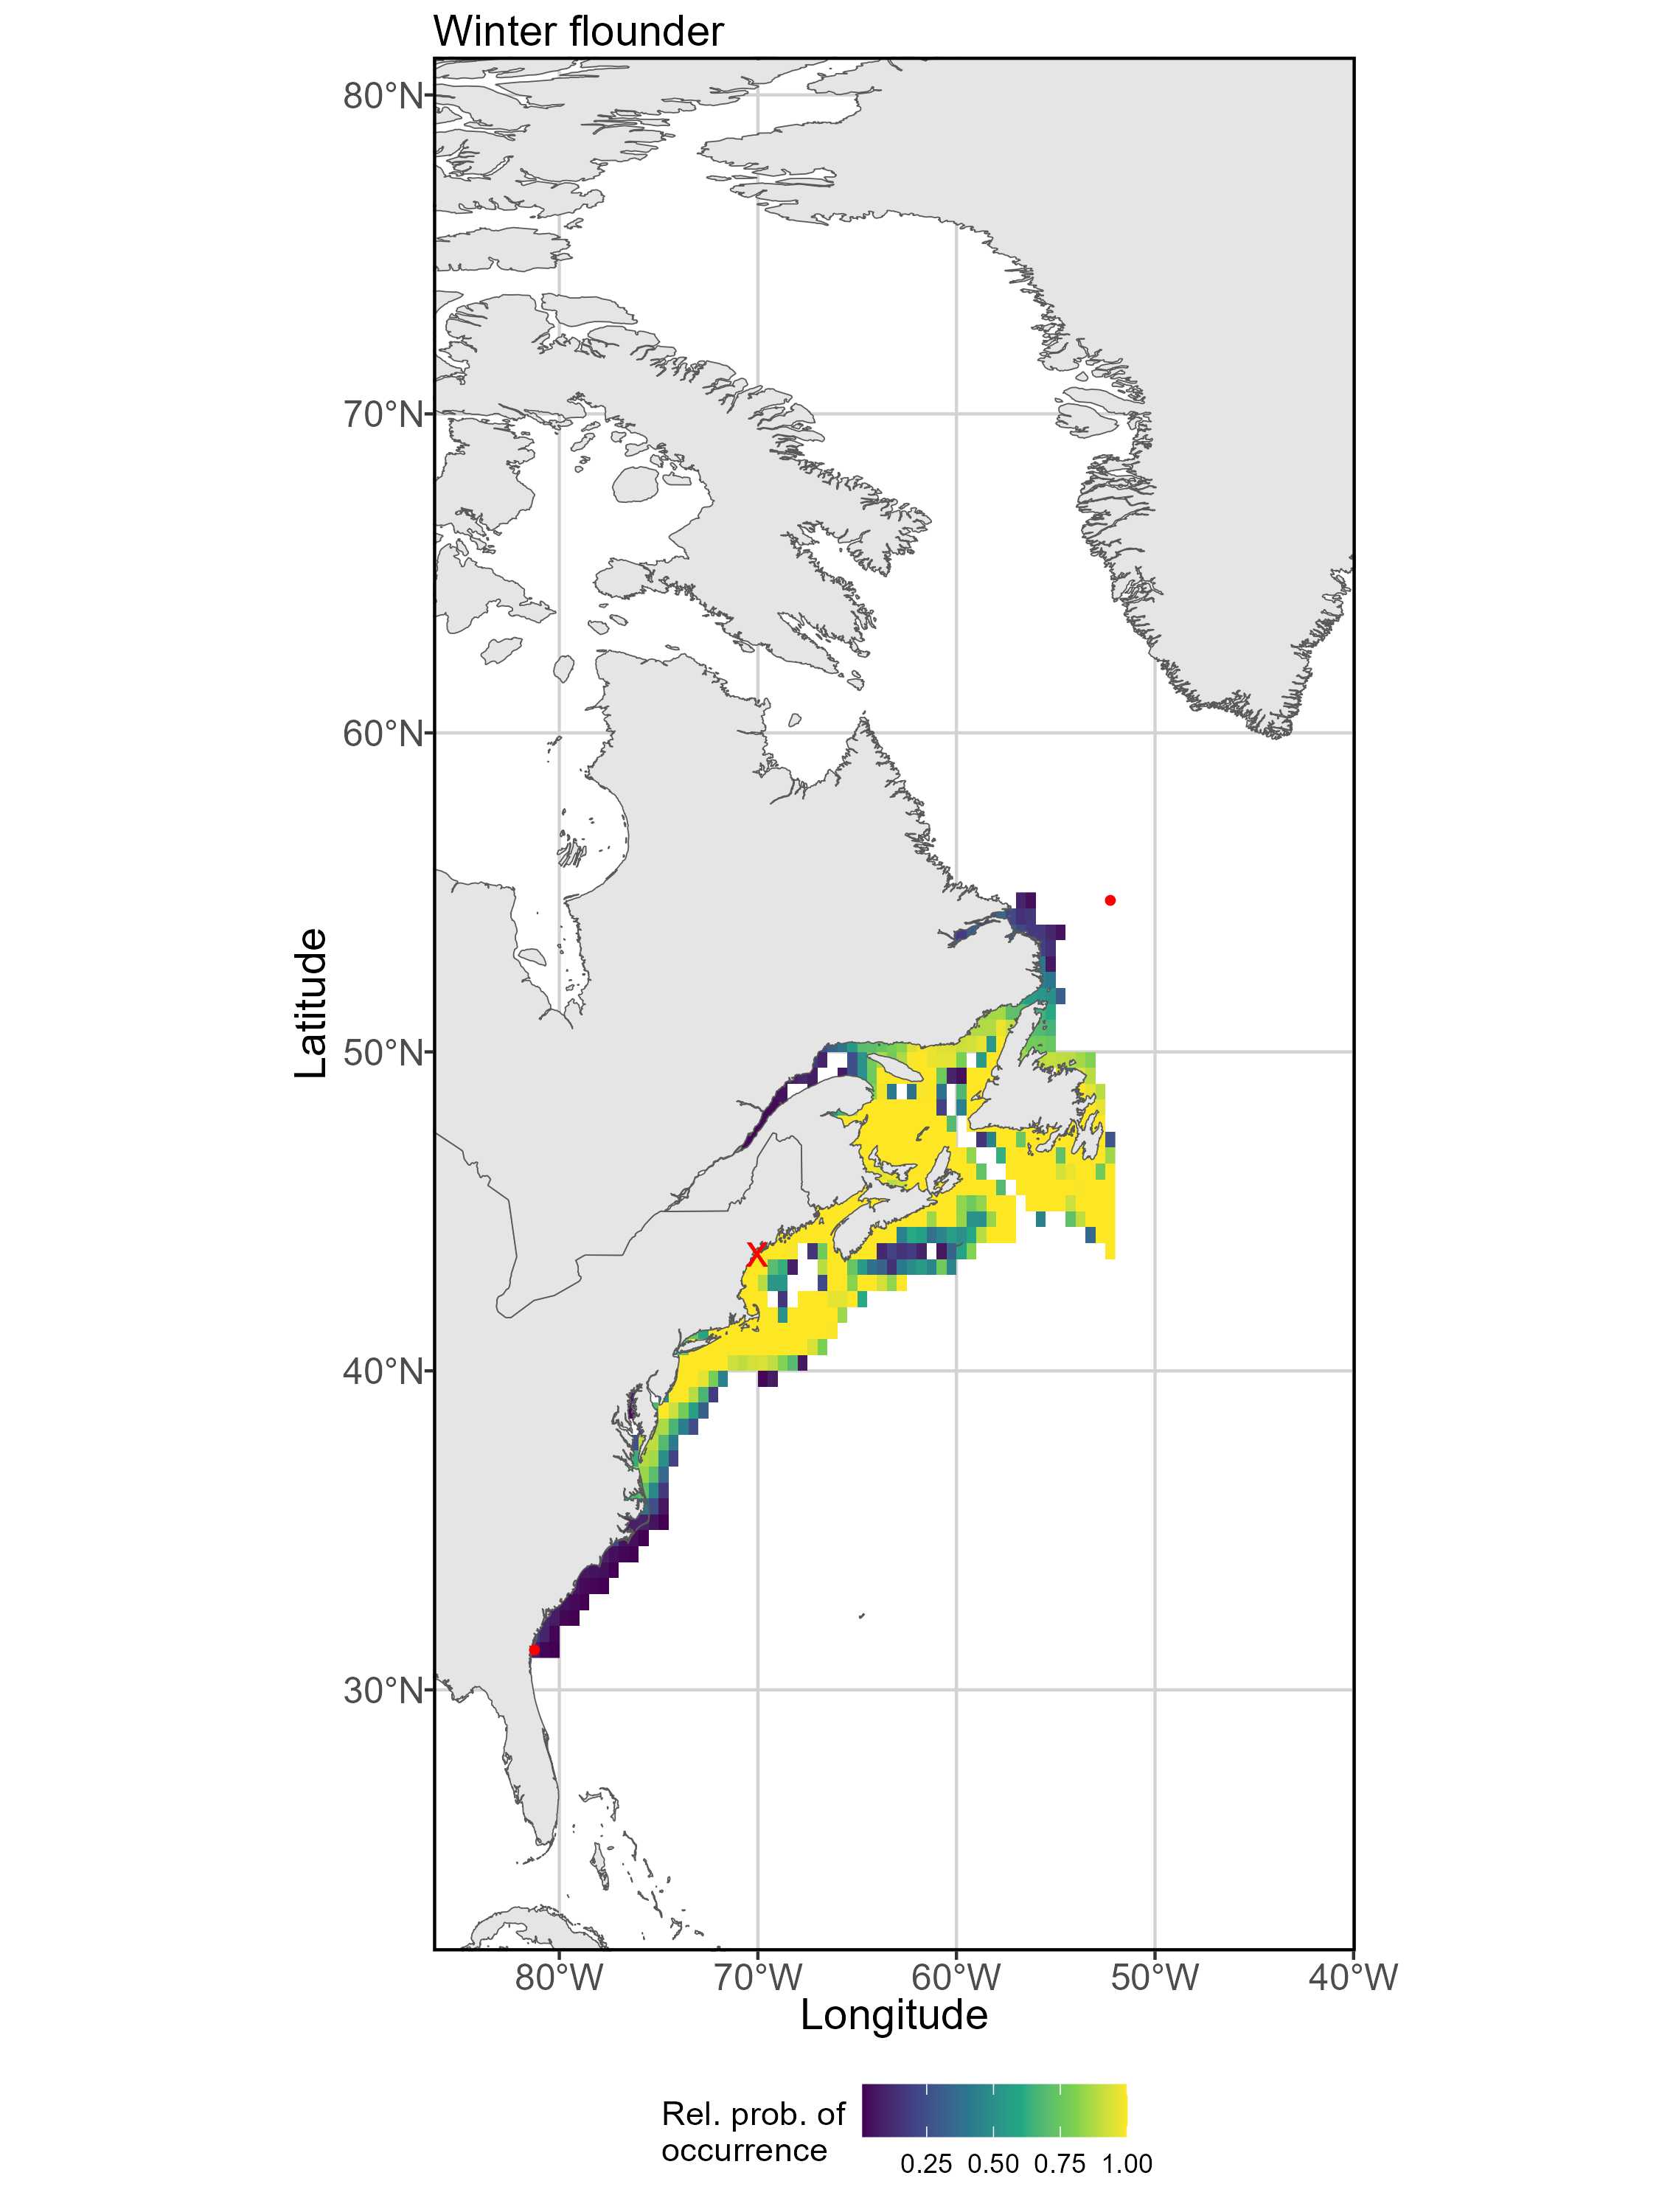 Winter flounder
80°N
70°N
60°N
50°N
40°N
30°N
Latitude
X
80°W
70°W
60°W
50°W
40°W
Longitude
Rel. prob. of
occurrence
0.25
0.50
0.75
1.00